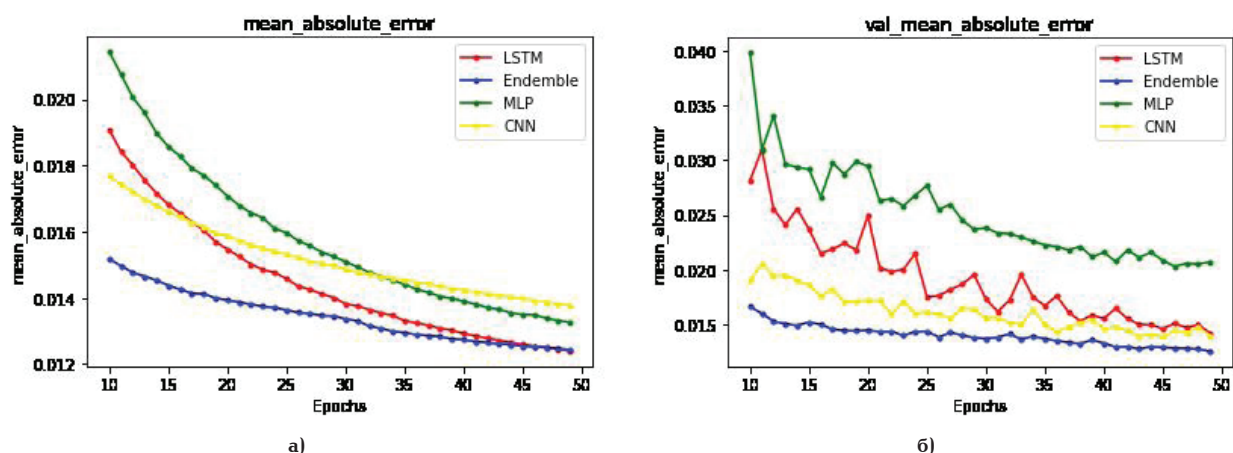 mean_absolute_error
mean_absolute_error
0.020
0.018
0.016
0.014
0.012
LSTM
Endemble
MLP
CNN
10 15 20 25 30 35 40 45 50
Epochs
а)
val_mean_absolute_error
mean_absolute_error
0.040
0.035
0.030
0.025
0.020
0.015
LSTM
Endemble
MLP
CNN
10 15 20 25 30 35 40 45 50
Epochs
б)